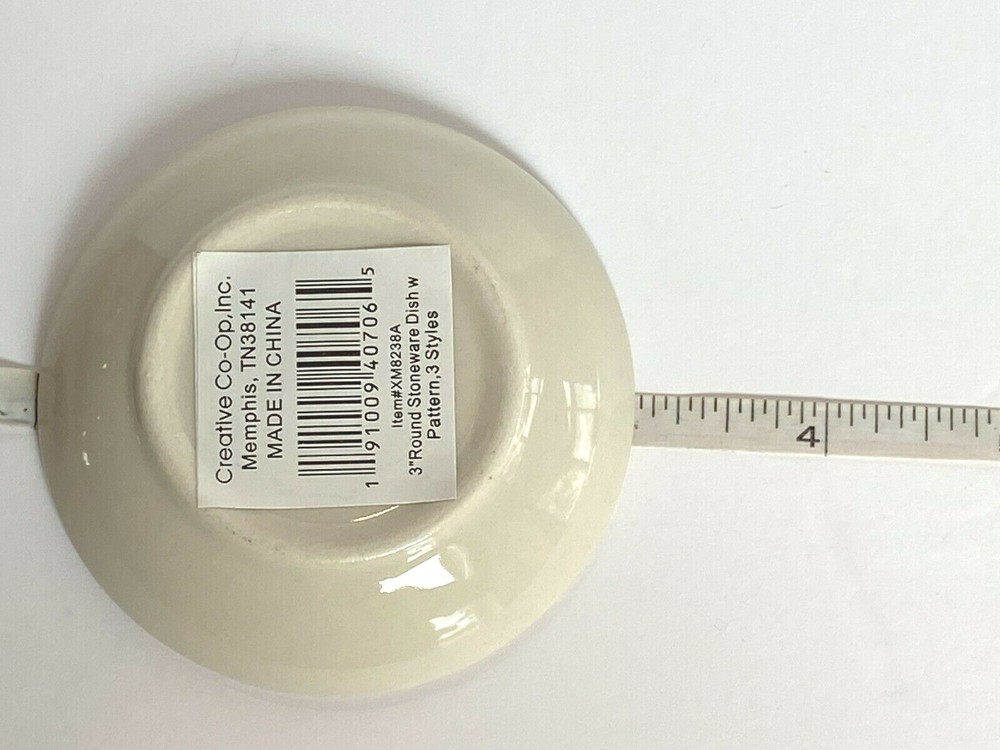 Creative Co-Op,Inc.
Memphis, TN38141
MADE IN CHINA
1 91009 40706 5
Item#XM8238A
3"Round Stoneware Dish w
Pattern,3 Styles
4